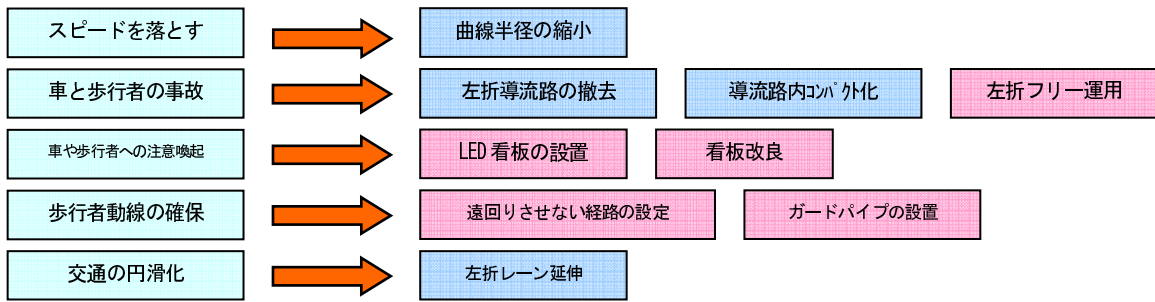 スピードを落とす
曲線半径の縮小
車と歩行者の事故
左折導流路の撤去
導流路内ｺﾝﾊﾟｸﾄ化
左折フリー運用
車や歩行者への注意喚起
LED看板の設置
看板改良
歩行者動線の確保
遠回りさせない経路の設定
ガードパイプの設置
交通の円滑化
左折レーン延伸